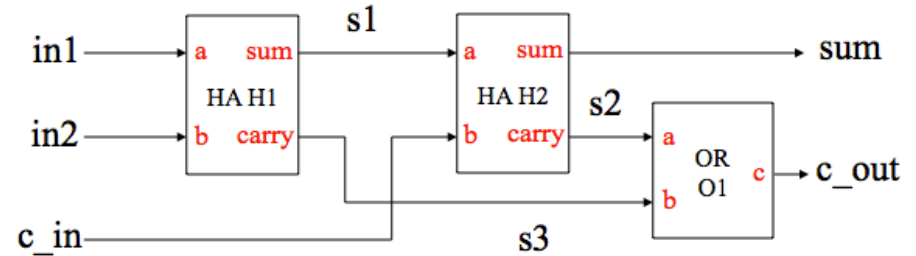 s1
in1 a sum a sum sum
HA H1 HA H2 s2
in2 b carry b carry a
OR
O1 c c_out
b
c_in s3